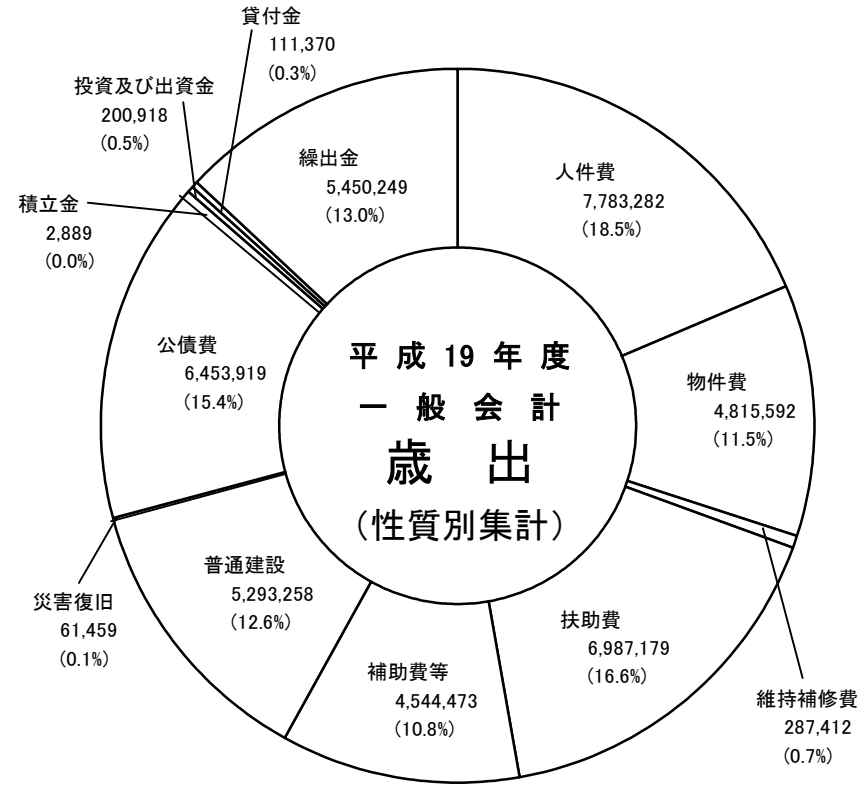 貸付金
111,370
(0.3%)
投資及び出資金
200,918
(0.5%)
積立金
2,889
(0.0%)
繰出金
5,450,249
(13.0%)
人件費
7,783,282
(18.5%)
公債費
6,453,919
(15.4%)
平成 19 年度
一般会計
歳出
(性質別集計)
物件費
4,815,592
(11.5%)
災害復旧
61,459
(0.1%)
普通建設
5,293,258
(12.6%)
補助費等
4,544,473
(10.8%)
扶助費
6,987,179
(16.6%)
維持補修費
287,412
(0.7%)